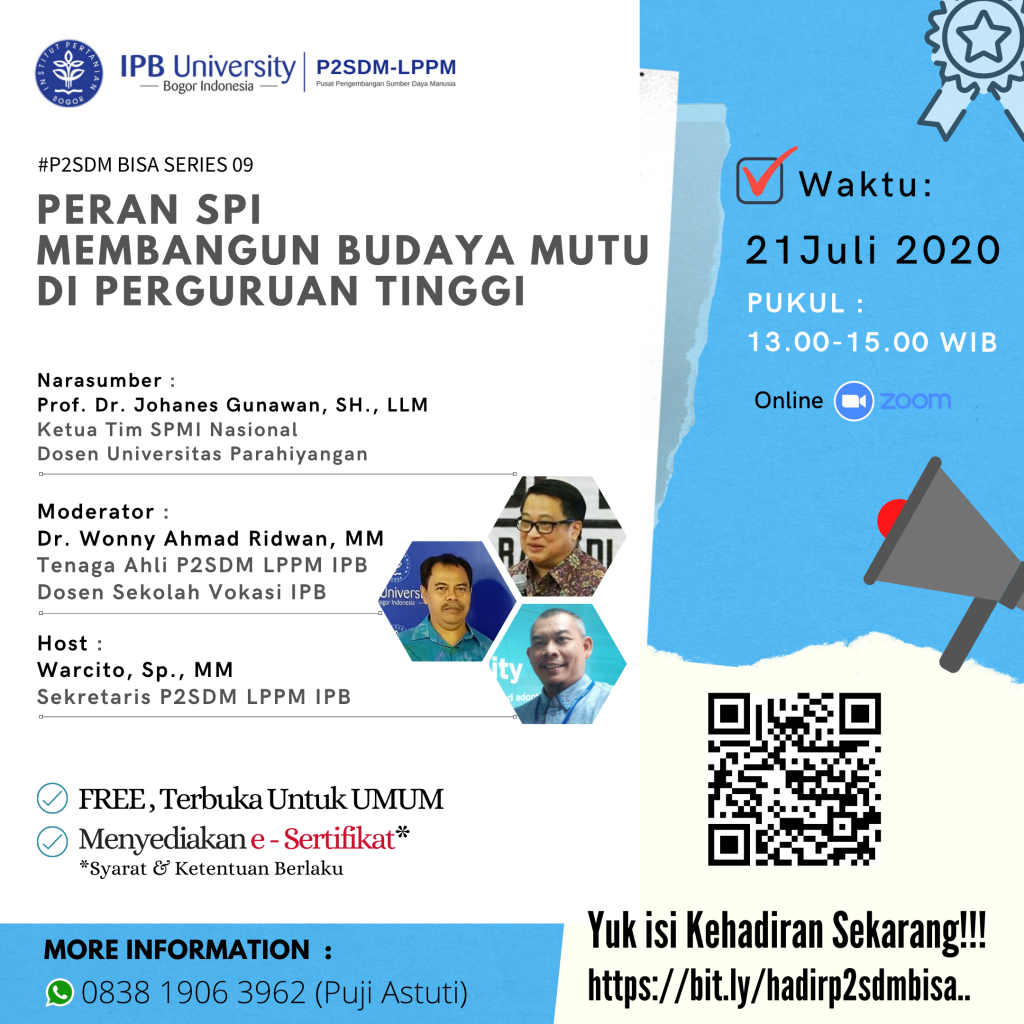 INSTITUT PERTANIAN
BOGOR
IPB University
Bogor Indonesia
P2SDM-LPPM
Pusat Pengembangan Sumber Daya Manusia
#P2SDM BISA SERIES 09
PERAN SPI
MEMBANGUN BUDAYA MUTU
DI PERGURUAN TINGGI
Waktu:
21Juli 2020
PUKUL :
13.00-15.00 WIB
Online zoom
Narasumber :
Prof. Dr. Johanes Gunawan, SH., LLM
Ketua Tim SPMI Nasional
Dosen Universitas Parahiyangan
Moderator :
Dr. Wonny Ahmad Ridwan, MM
Tenaga Ahli P2SDM LPPM IPB
Dosen Sekolah Vokasi IPB
Host :
Warcito, Sp., MM
Sekretaris P2SDM LPPM IPB
FREE , Terbuka Untuk UMUM
Menyediakan e - Sertifikat*
*Syarat & Ketentuan Berlaku
MORE INFORMATION :
0838 1906 3962 (Puji Astuti)
Yuk isi Kehadiran Sekarang!!!
https://bit.ly/hadirp2sdmbisa..